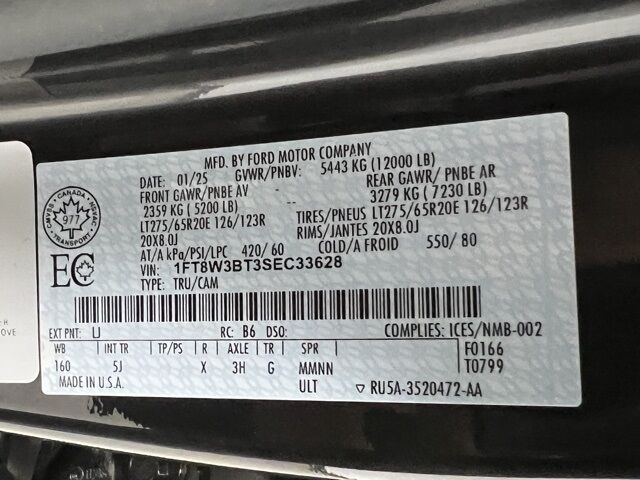 MFD. BY FORD MOTOR COMPANY
DATE: 01/25 GVWR/PNBV: 5443 KG (12000 LB)
FRONT GAWR/PNBE AV -- REAR GAWR/ PNBE AR
2359 KG ( 5200 LB) 3279 KG ( 7230 LB)
LT275/65R20E 126/123R TIRES/PNEUS LT275/65R20E 126/123R
20X8.0J RIMS/JANTES 20X8.0J
AT/A kPa/PSI/LPC 420/ 60 COLD/A FROID 550/ 80
VIN: 1FT8W3BT3SEC33628
TYPE: TRU/CAM
CANADA
977
TRANSPORT
EC
EXT PNT: U RC: B6 DSO: COMPLIES: ICES/NMB-002
WB INT TR TP/PS R AXLE TR SPR F0166
160 5J X 3H G MMNN T0799
MADE IN U.S.A. ULT ▽ RU5A-3520472-AA
OVE